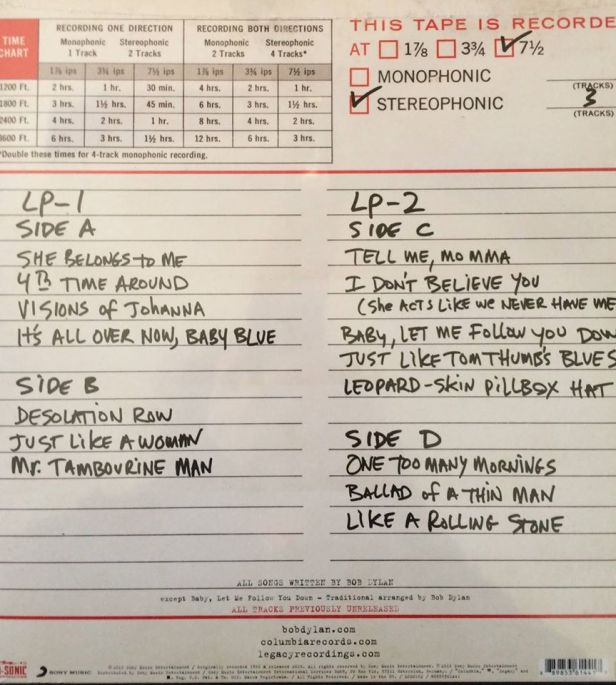 THIS TAPE IS RECORDE
AT 1⅞ 3¾ 7½
MONOPHONIC
(TRACKS)
STEREOPHONIC 3
(TRACKS)
TIME CHART
RECORDING ONE DIRECTION RECORDING BOTH DIRECTIONS
Monophonic Stereophonic Monophonic Stereophonic
1 Track 2 Tracks 2 Tracks 4 Tracks*
1⅞ ips 3¾ ips 7½ ips 1⅞ ips 3¾ ips 7½ ips
1200 Ft. 2 hrs. 1 hr. 30 min. 4 hrs. 2 hrs. 1 hr.
1800 Ft. 3 hrs. 1½ hrs. 45 min. 6 hrs. 3 hrs. 1½ hrs.
2400 Ft. 4 hrs. 2 hrs. 1 hr. 8 hrs. 4 hrs. 2 hrs.
3600 Ft. 6 hrs. 3 hrs. 1½ hrs. 12 hrs. 6 hrs. 3 hrs.
*Double these times for 4-track monophonic recording.
LP-1
SIDE A
SHE BELONGS TO ME
4TH TIME AROUND
VISIONS of JOHANNA
It's ALL OVER NOW, BABY BLUE
SIDE B
DESOLATION ROW
JUST LIKE A WOMAN
Mr. TAMBOURINE MAN
LP-2
SIDE C
TELL ME, MOMMA
I DON'T BELIEVE YOU
(She ACTS LIKE WE NEVER HAVE ME
BABY, LET ME Follow You DOW
JUST LIKE TOM THUMB'S BLUES
LEOPARD-SKIN PILLBOX HAT
SIDE D
ONE TOO MANY MORNINGS
BALLAD of A THIN MAN
LIKE A ROLLING STONE
ALL SONGS WRITTEN BY BOB DYLAN
except Baby, Let Me Follow You Down - Traditional arranged by Bob Dylan
ALL TRACKS PREVIOUSLY UNRELEASED
bobdylan.com
columbiarecords.com
legacyrecordings.com
SONIC
SONY MUSIC